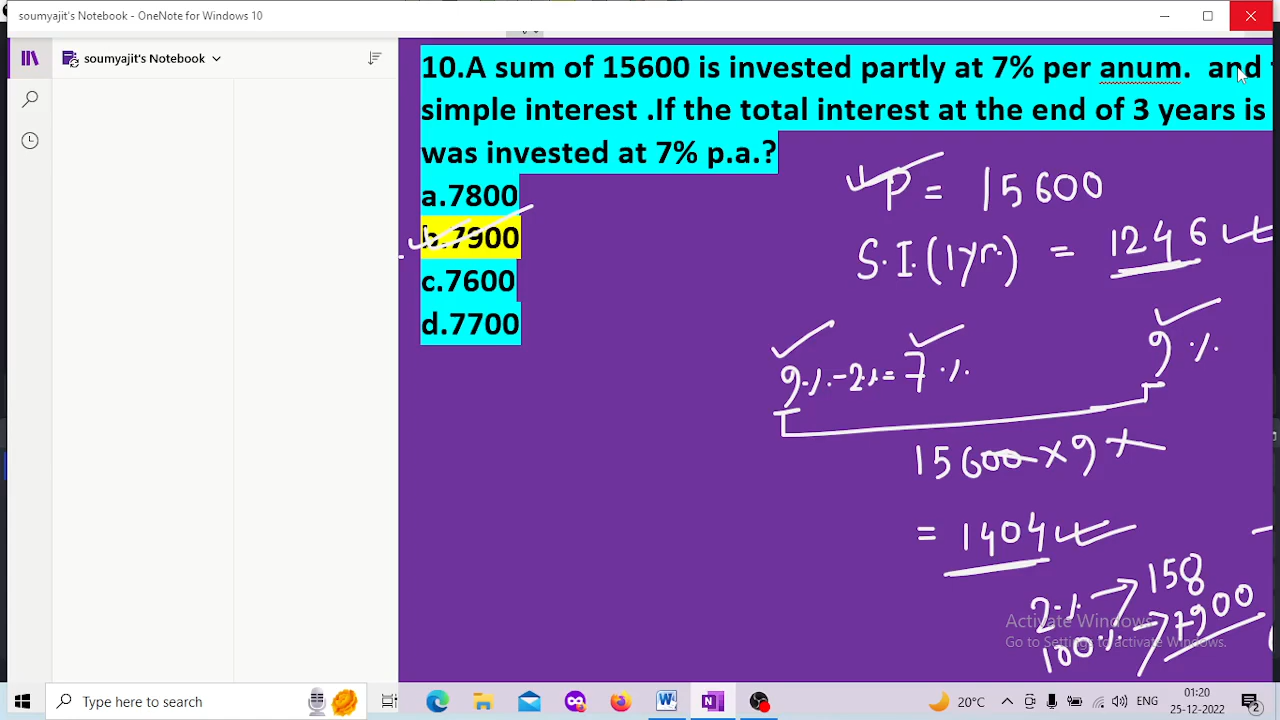 soumyajit's Notebook - OneNote for Windows 10
soumyajit's Notebook
10.A sum of 15600 is invested partly at 7% per anum. and
simple interest .If the total interest at the end of 3 years is
was invested at 7% p.a.?
a.7800
b.7900
c.7600
d.7700
P = 15600
S.I.(1yr.) = 1246
9% - 2% = 7% 9%
15600 x 9
= 1404
2% → 158
100% → 7900
Activate Windows
Go to Settings to activate Windows.
Type here to search
20°C
ENG
01:20
25-12-2022
2